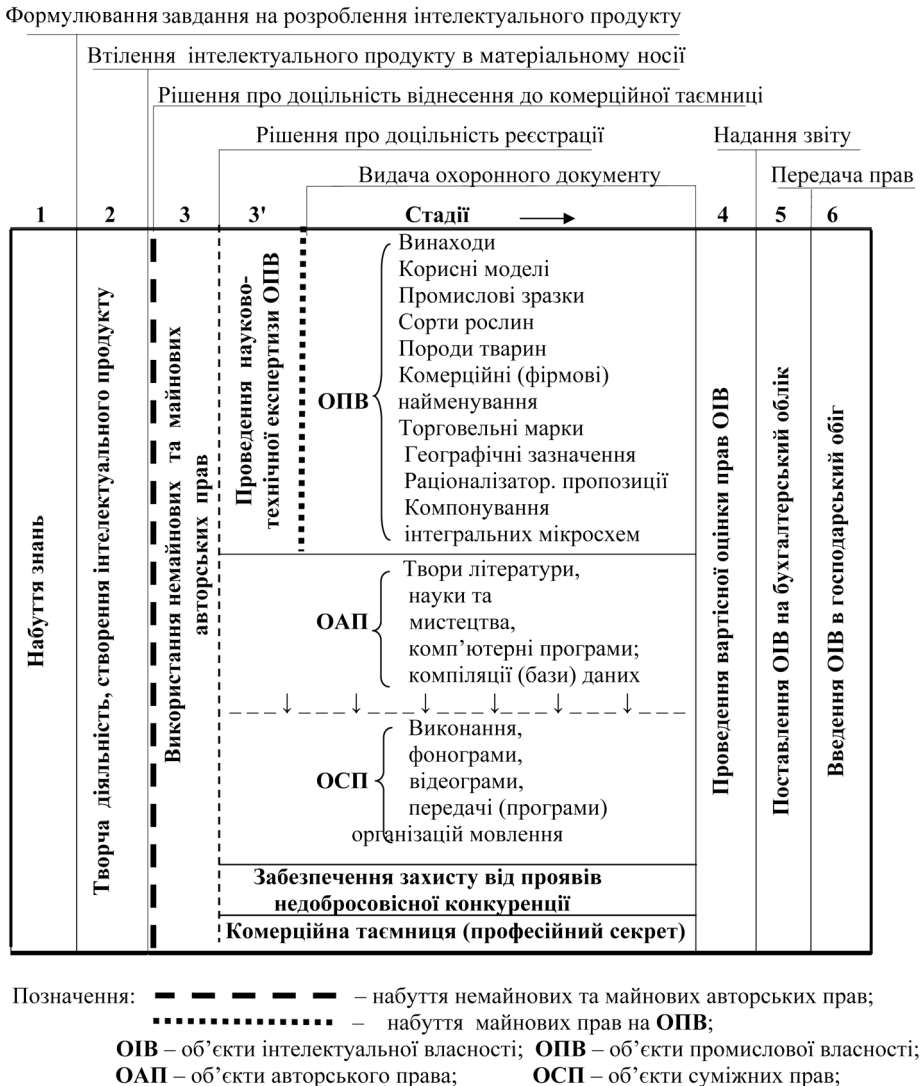 Формулювання завдання на розроблення інтелектуального продукту
Втілення інтелектуального продукту в матеріальному носії
Рішення про доцільність віднесення до комерційної таємниці
Рішення про доцільність реєстрації
Надання звіту
Видача охоронного документу
Передача прав
1 2 3 3' Стадії 4 5 6
Набуття знань
Творча діяльність, створення інтелектуального продукту
Використання немайнових та майнових
авторських прав
Проведення науково-
технічної експертизи ОПВ
ОПВ
Винаходи
Корисні моделі
Промислові зразки
Сорти рослин
Породи тварин
Комерційні (фірмові)
найменування
Торговельні марки
Географічні зазначення
Раціоналізатор. пропозиції
Компонування
інтегральних мікросхем
ОАП
Твори літератури,
науки та
мистецтва,
комп’ютерні програми;
компіляції (бази) даних
ОСП
Виконання,
фонограми,
відеограми,
передачі (програми)
організацій мовлення
Забезпечення захисту від проявів
недобросовісної конкуренції
Комерційна таємниця (професійний секрет)
Проведення вартісної оцінки прав ОІВ
Поставлення ОІВ на бухгалтерський облік
Введення ОІВ в господарський обіг
Позначення: – набуття немайнових та майнових авторських прав;
– набуття майнових прав на ОПВ;
ОІВ – об’єкти інтелектуальної власності; ОПВ – об’єкти промислової власності;
ОАП – об’єкти авторського права; ОСП – об’єкти суміжних прав;